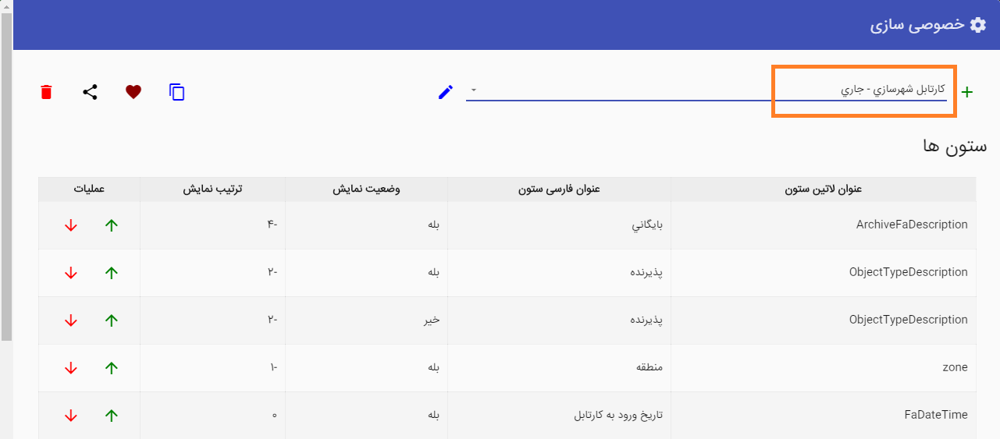 خصوصی سازی
کارتابل شهرسازي - جاري
ستون ها
عنوان لاتین ستون عنوان فارسی ستون وضعیت نمایش ترتیب نمایش عملیات
ArchiveFaDescription بایگاني بله -۴
ObjectTypeDescription پذیرنده بله -۲
ObjectTypeDescription پذیرنده خیر -۲
zone منطقه بله -۱
FaDateTime تاریخ ورود به کارتابل بله ۰